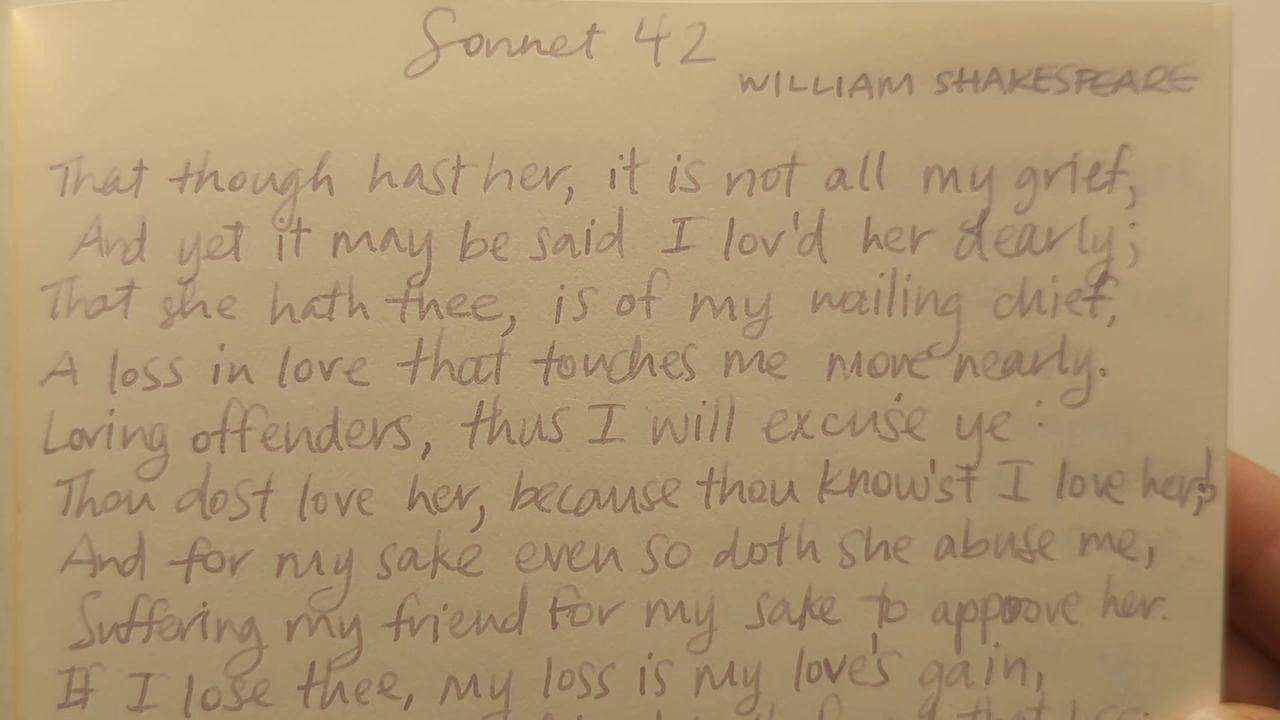 Sonnet 42
WILLIAM SHAKESPEARE
That though hast her, it is not all my grief,
And yet it may be said I lov'd her dearly;
That she hath thee, is of my wailing chief,
A loss in love that touches me more nearly.
Loving offenders, thus I will excuse ye:
Thou dost love her, because thou know'st I love her;
And for my sake even so doth she abuse me,
Suffering my friend for my sake to approove her.
If I lose thee, my loss is my love's gain,
that loss;